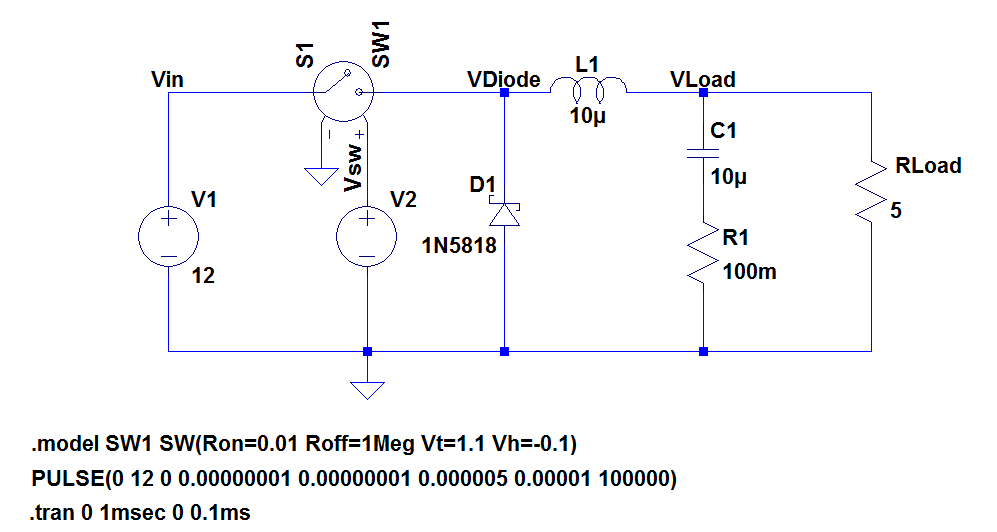 S1
SW1
Vin
VDiode
L1
10µ
VLoad
C1
10µ
RLoad
5
- +
Vsw
V1
12
V2
D1
1N5818
R1
100m
.model SW1 SW(Ron=0.01 Roff=1Meg Vt=1.1 Vh=-0.1)
PULSE(0 12 0 0.00000001 0.00000001 0.000005 0.00001 100000)
.tran 0 1msec 0 0.1ms